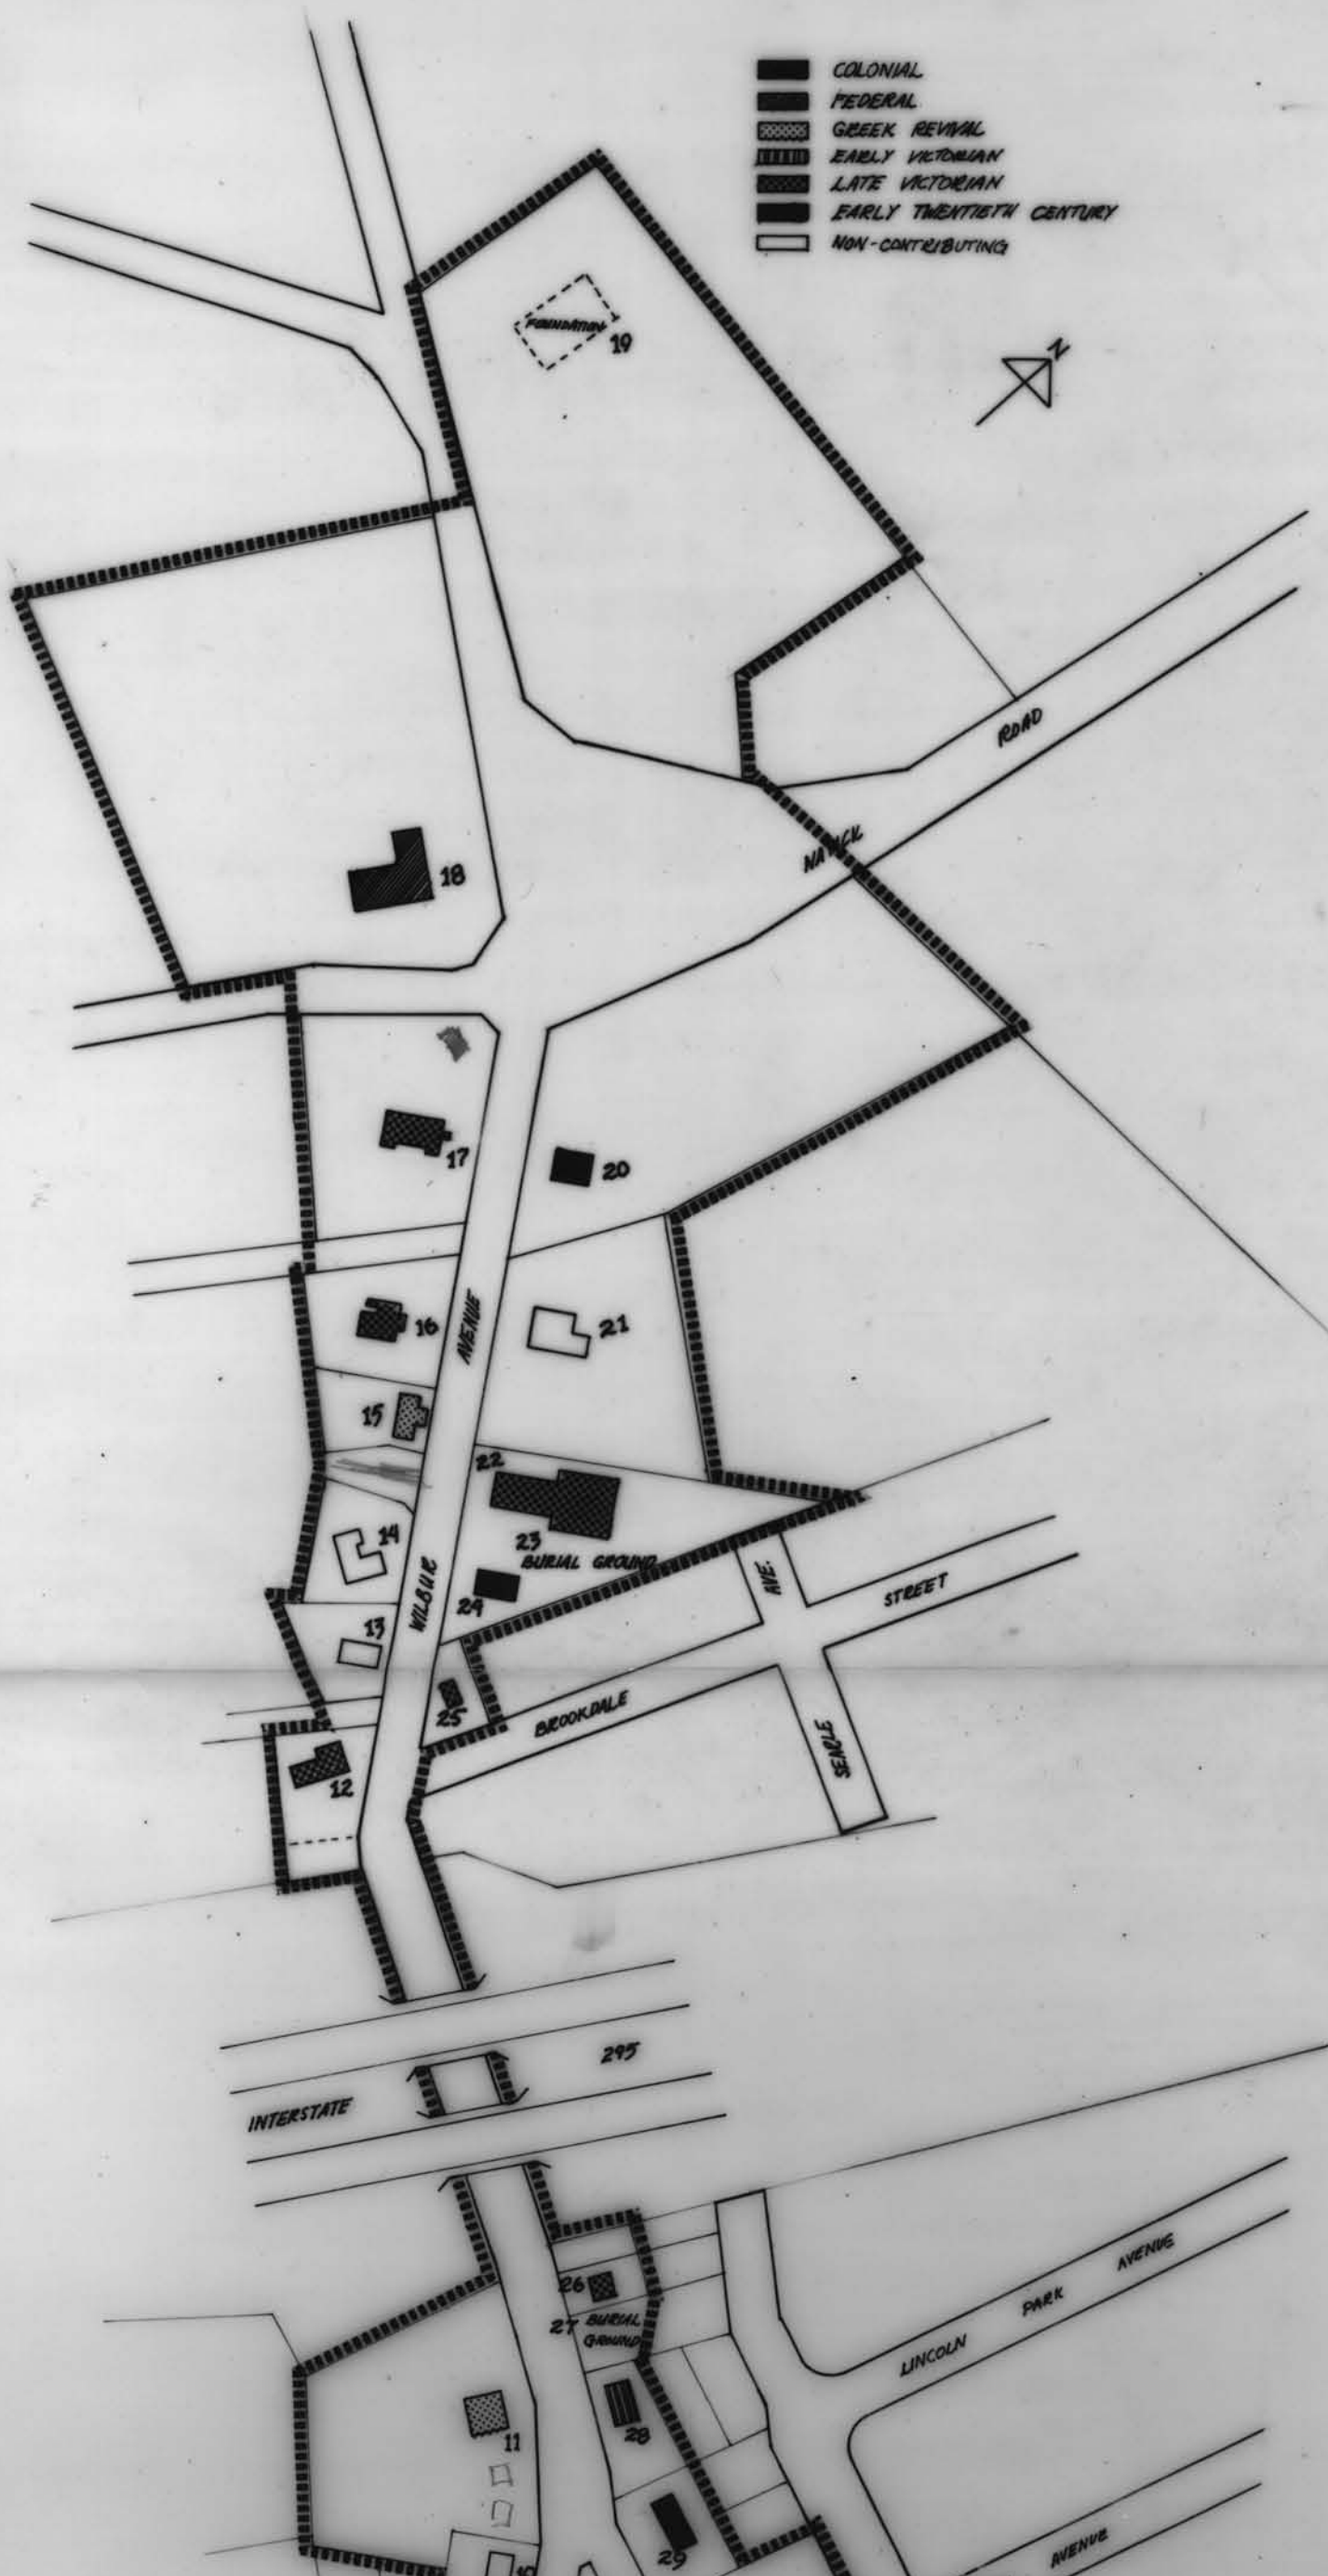 COLONIAL
FEDERAL
GREEK REVIVAL
EARLY VICTORIAN
LATE VICTORIAN
EARLY TWENTIETH CENTURY
NON-CONTRIBUTING
N
FOUNDATION
19
ROAD
NATICK
18
17
20
16
AVENUE
21
15
22
14
23
BURIAL GROUND
WILBUR
24
AVE.
STREET
13
25
BROOKDALE
SEARLE
12
295
INTERSTATE
26
27 BURIAL
GROUND
LINCOLN PARK AVENUE
11
28
29
AVENUE
10